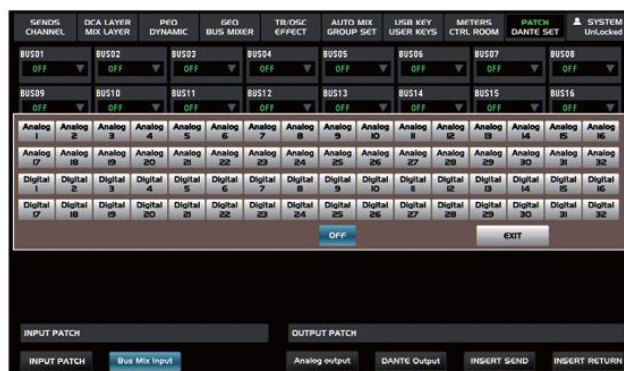 SENDS DCA LAYER PEQ GEQ TB/OSC AUTO MIX USB KEY METERS PATCH SYSTEM
CHANNEL MIX LAYER DYNAMIC BUS MIXER EFFECT GROUP SET USER KEYS CTRL ROOM DANTE SET UnLocked
BUS01 BUS02 BUS03 BUS04 BUS05 BUS06 BUS07 BUS08
OFF OFF OFF OFF OFF OFF OFF OFF
BUS09 BUS10 BUS11 BUS12 BUS13 BUS14 BUS15 BUS16
OFF OFF OFF OFF OFF OFF OFF OFF
Analog Analog Analog Analog Analog Analog Analog Analog Analog Analog Analog Analog Analog Analog Analog Analog
1 2 3 4 5 6 7 8 9 10 11 12 13 14 15 16
Analog Analog Analog Analog Analog Analog Analog Analog Analog Analog Analog Analog Analog Analog Analog Analog
17 18 19 20 21 22 23 24 25 26 27 28 29 30 31 32
Digital Digital Digital Digital Digital Digital Digital Digital Digital Digital Digital Digital Digital Digital Digital Digital
1 2 3 4 5 6 7 8 9 10 11 12 13 14 15 16
Digital Digital Digital Digital Digital Digital Digital Digital Digital Digital Digital Digital Digital Digital Digital Digital
17 18 19 20 21 22 23 24 25 26 27 28 29 30 31 32
OFF EXIT
INPUT PATCH OUTPUT PATCH
INPUT PATCH Bus Mix Input Analog output DANTE Output INSERT SEND INSERT RETURN